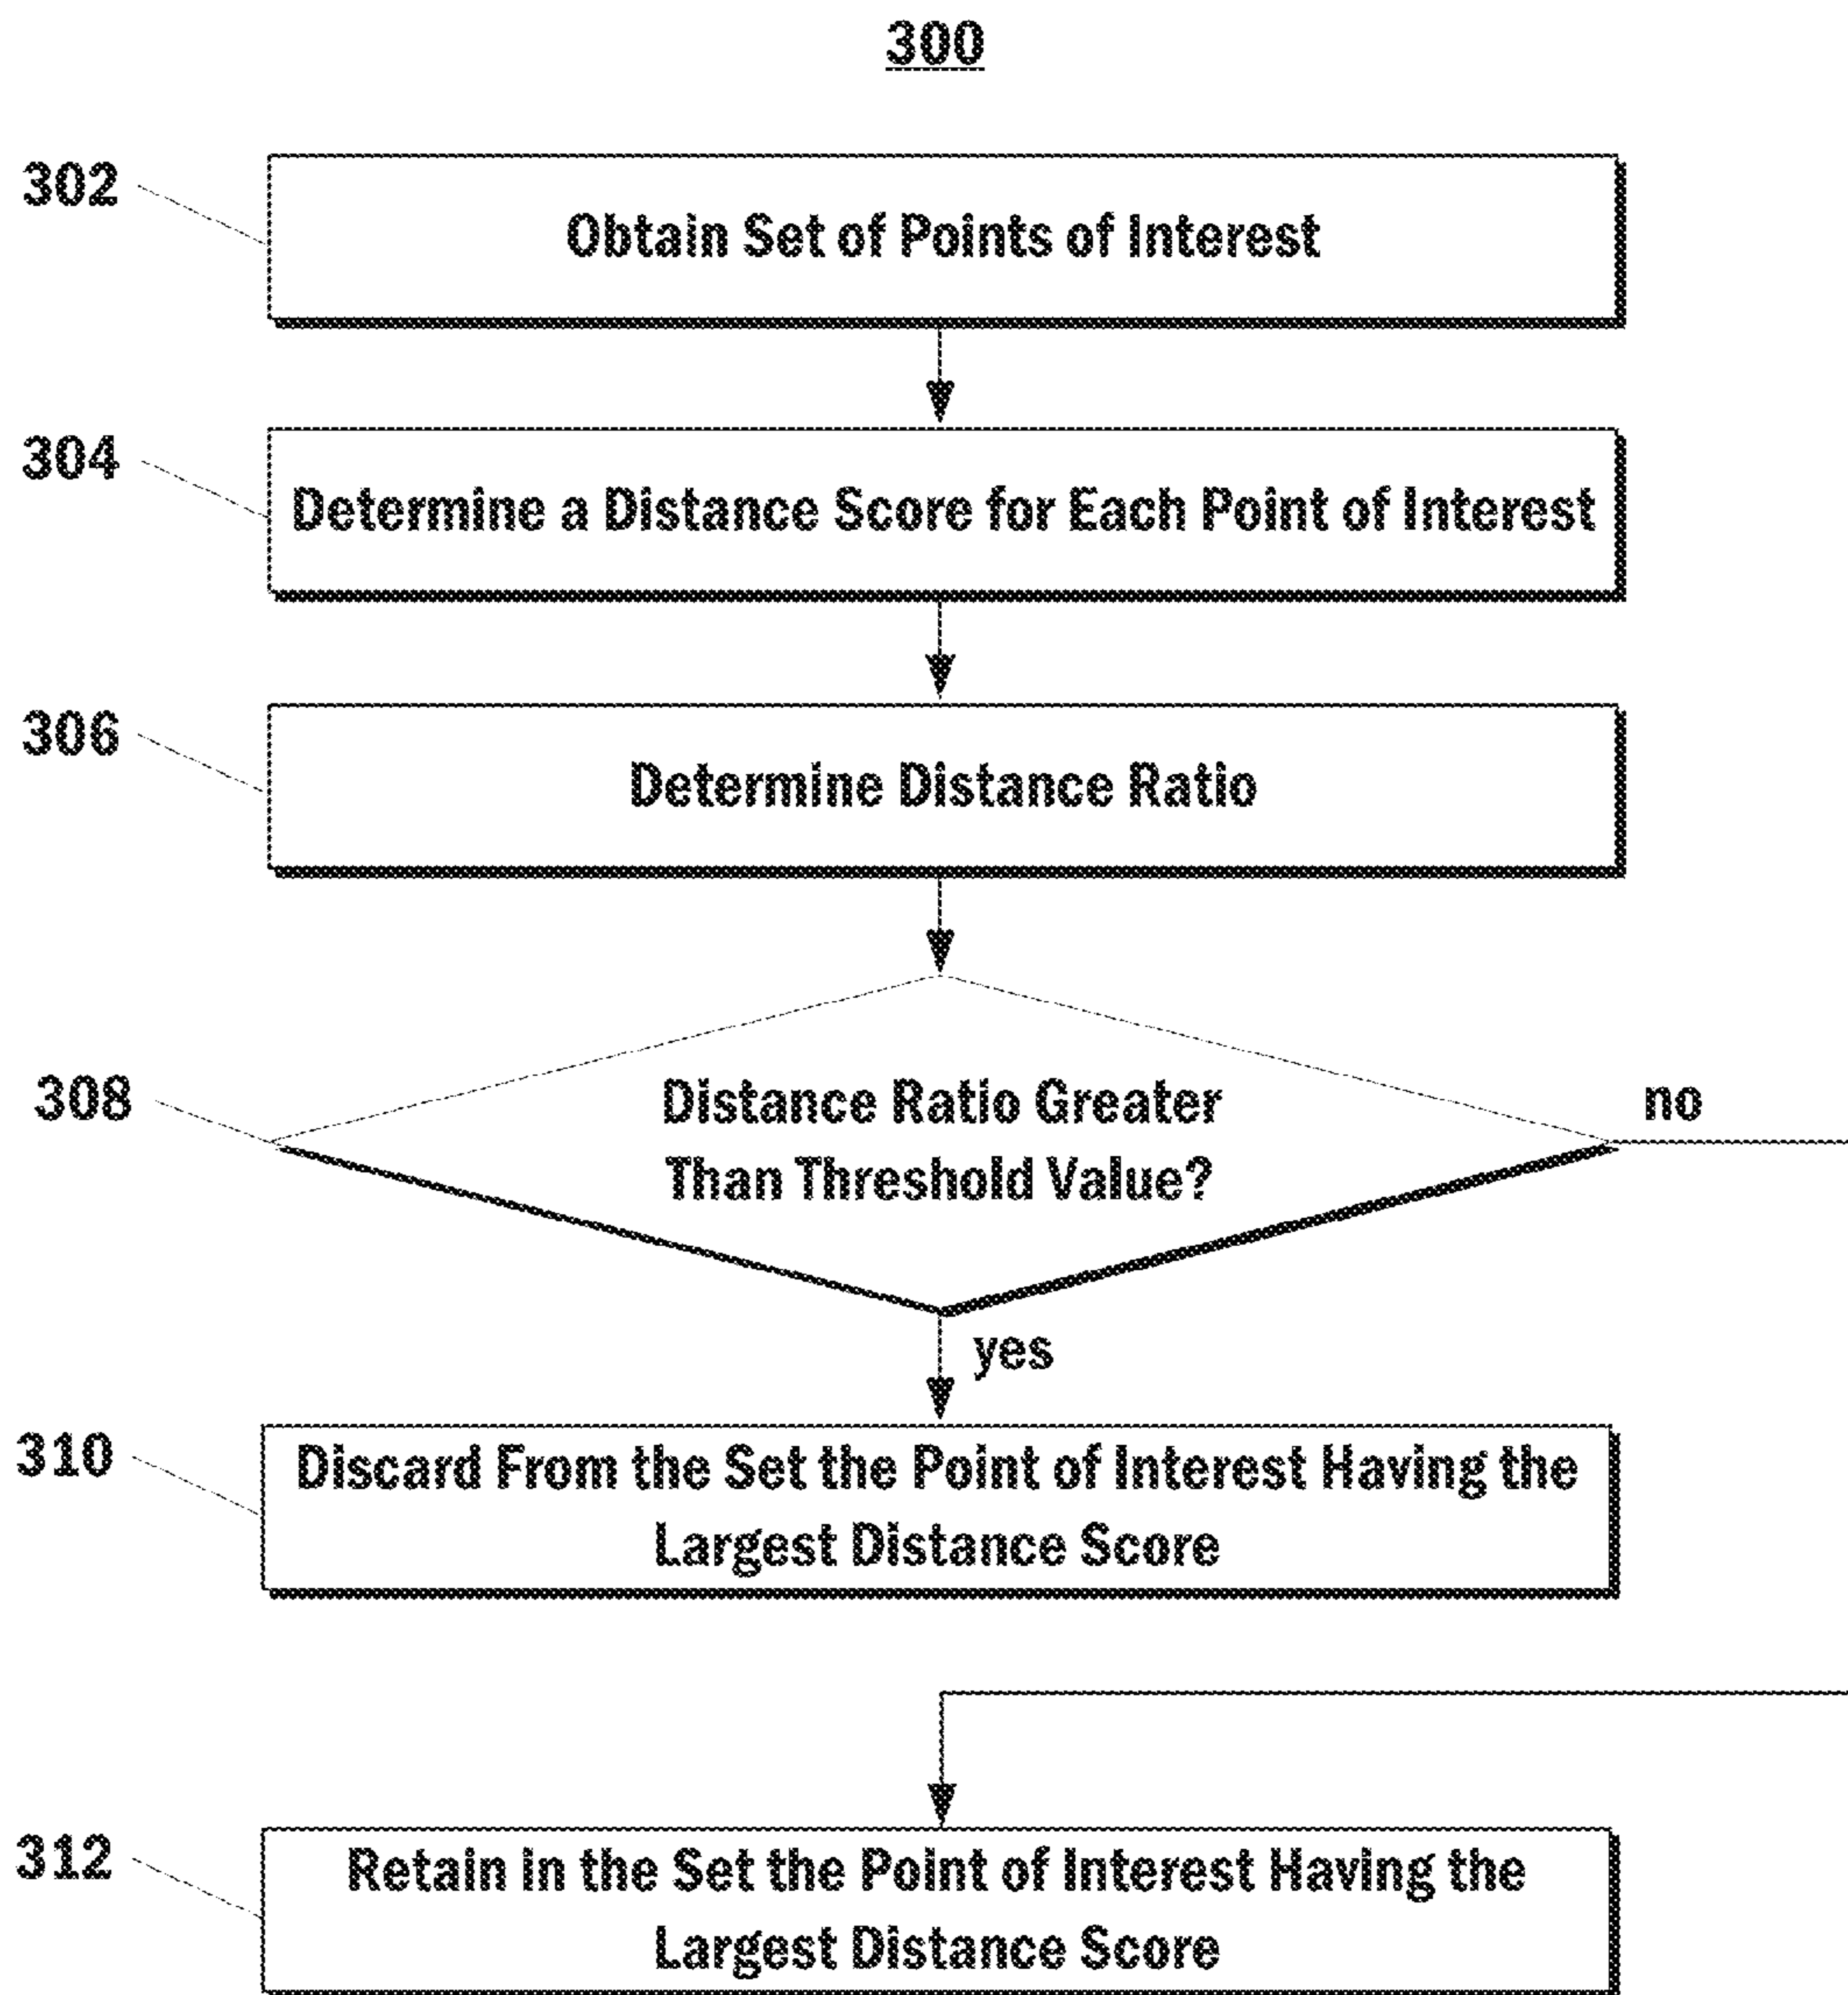 300
302
Obtain Set of Points of Interest
304
Determine a Distance Score for Each Point of Interest
306
Determine Distance Ratio
308
Distance Ratio Greater
Than Threshold Value?
no
yes
310
Discard From the Set the Point of Interest Having the
Largest Distance Score
312
Retain in the Set the Point of Interest Having the
Largest Distance Score